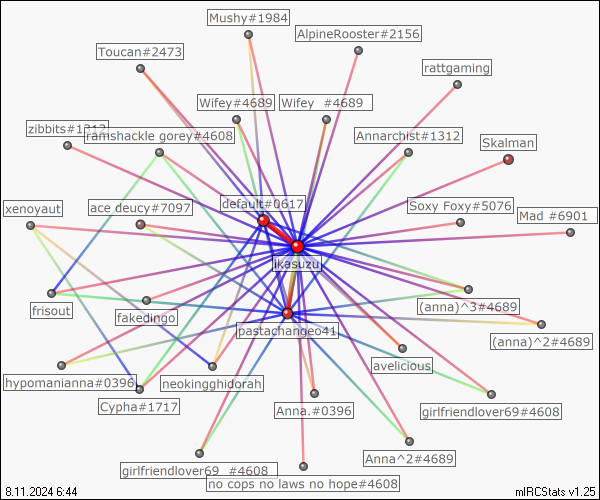 Mushy#1984
AlpineRooster#2156
Toucan#2473
rattgaming
Wifey#4689
Wifey #4689
zibbits#1312
ramshackle gorey#4608
Annarchist#1312
Skalman
xenoyaut
ace deucy#7097
default#0617
Soxy Foxy#5076
Mad #6901
jkasuzu
frisout
fakedingo
(anna)^3#4689
pastachangeo41
(anna)^2#4689
avelicious
hypomanianna#0396
neokingghidorah
Cypha#1717
Anna.#0396
girlfriendlover69#4608
Anna^2#4689
girlfriendlover69 #4608
no cops no laws no hope#4608
8.11.2024 6:44
mIRCStats v1.25